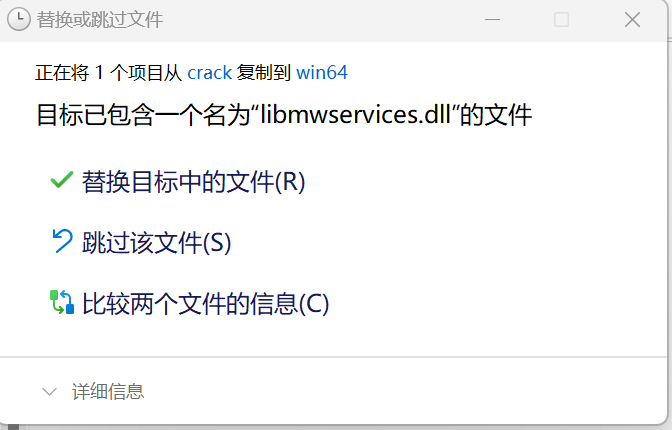 替换或跳过文件
正在将 1 个项目从 crack 复制到 win64
目标已包含一个名为“libmwservices.dll”的文件
替换目标中的文件(R)
跳过该文件(S)
比较两个文件的信息(C)
详细信息